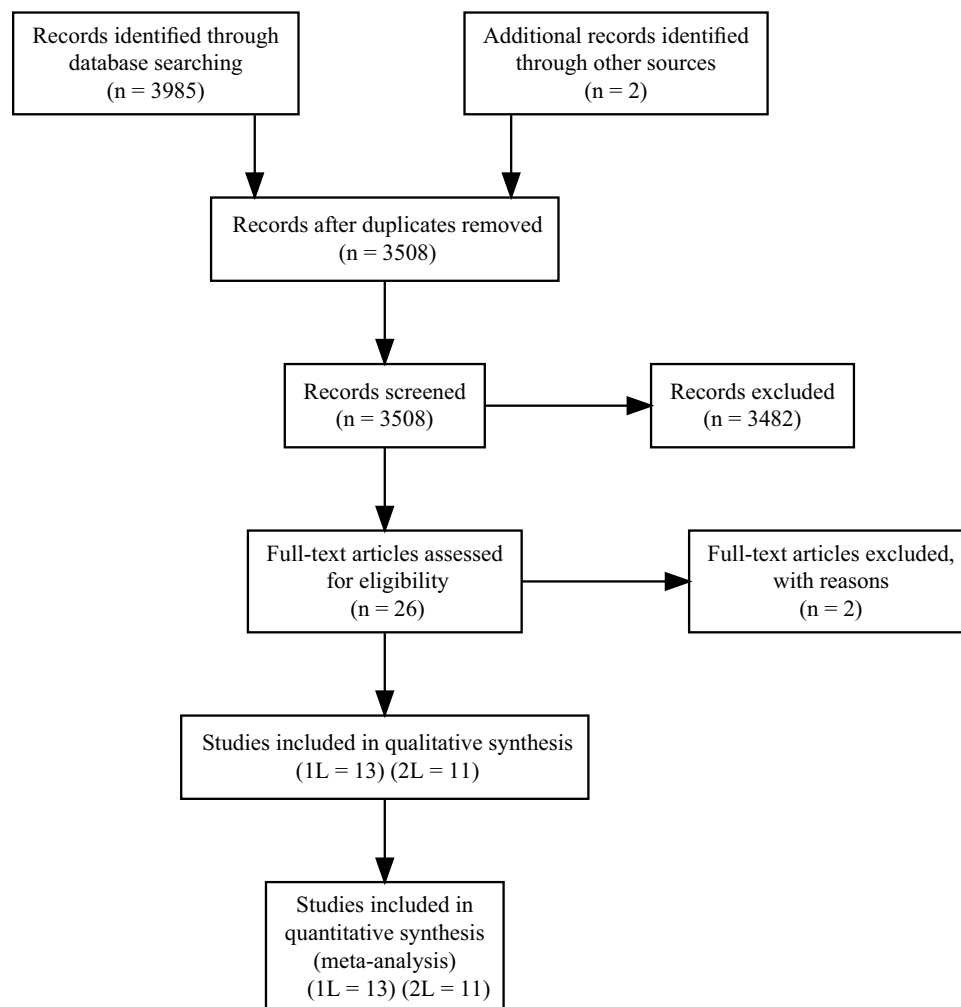 Records identified through
database searching
(n = 3985)
Additional records identified
through other sources
(n = 2)
Records after duplicates removed
(n = 3508)
Records screened
(n = 3508)
Records excluded
(n = 3482)
Full-text articles assessed
for eligibility
(n = 26)
Full-text articles excluded,
with reasons
(n = 2)
Studies included in qualitative synthesis
(1L = 13) (2L = 11)
Studies included in
quantitative synthesis
(meta-analysis)
(1L = 13) (2L = 11)